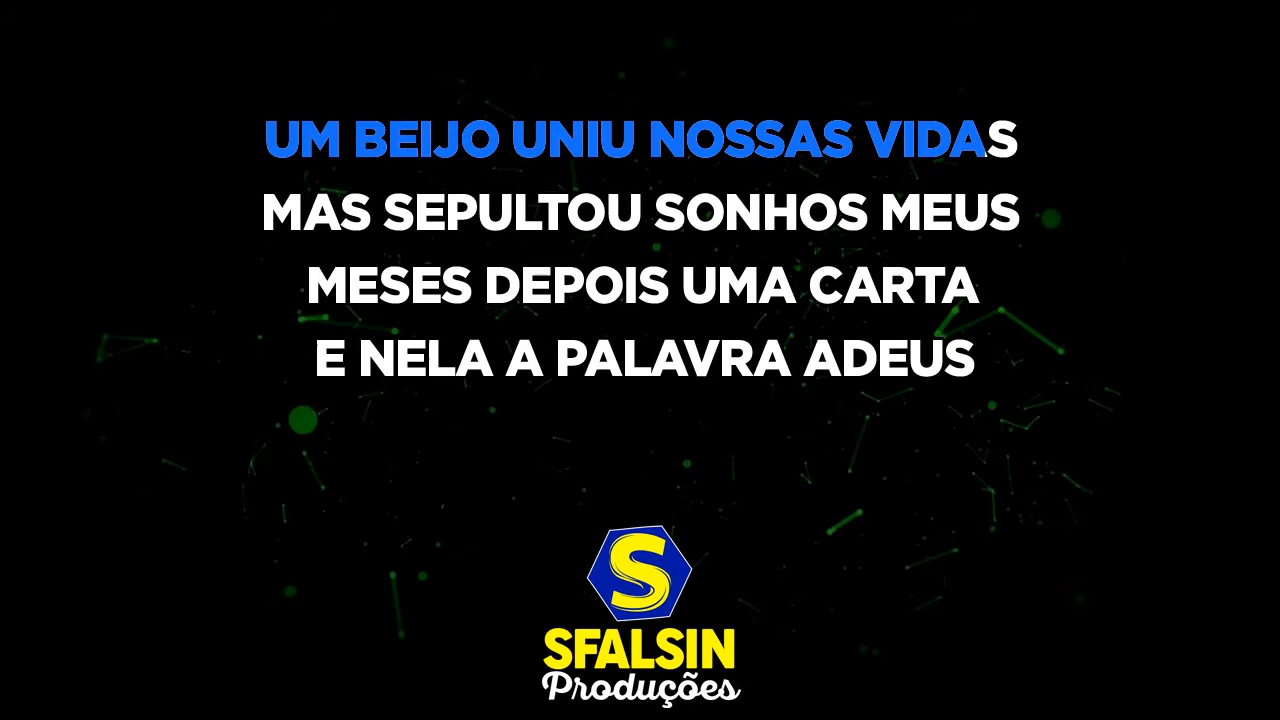 UM BEIJO UNIU NOSSAS VIDAS
MAS SEPULTOU SONHOS MEUS
MESES DEPOIS UMA CARTA
E NELA A PALAVRA ADEUS
S
SFALSIN
Produções